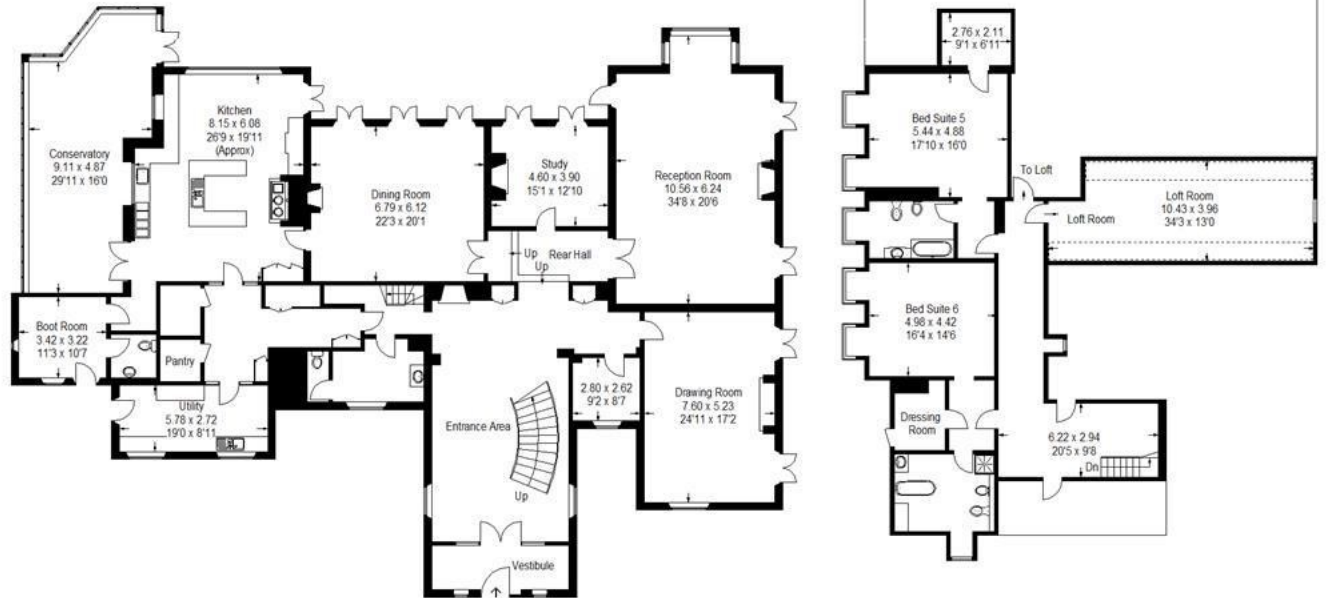 Conservatory
9.11 x 4.87
29'11 x 16'0
Kitchen
8.15 x 6.08
26'9 x 19'11
(Approx)
Dining Room
6.79 x 6.12
22'3 x 20'1
Study
4.60 x 3.90
15'1 x 12'10
Up
Up
Rear Hall
Reception Room
10.56 x 6.24
34'8 x 20'6
Boot Room
3.42 x 3.22
11'3 x 10'7
Pantry
Utility
5.78 x 2.72
19'0 x 8'11
Entrance Area
Up
2.80 x 2.62
9'2 x 8'7
Drawing Room
7.60 x 5.23
24'11 x 17'2
Vestibule
2.76 x 2.11
9'1 x 6'11
Bed Suite 5
5.44 x 4.88
17'10 x 16'0
To Loft
Loft Room
Loft Room
10.43 x 3.96
34'3 x 13'0
Bed Suite 6
4.98 x 4.42
16'4 x 14'6
Dressing
Room
6.22 x 2.94
20'5 x 9'8
Dn